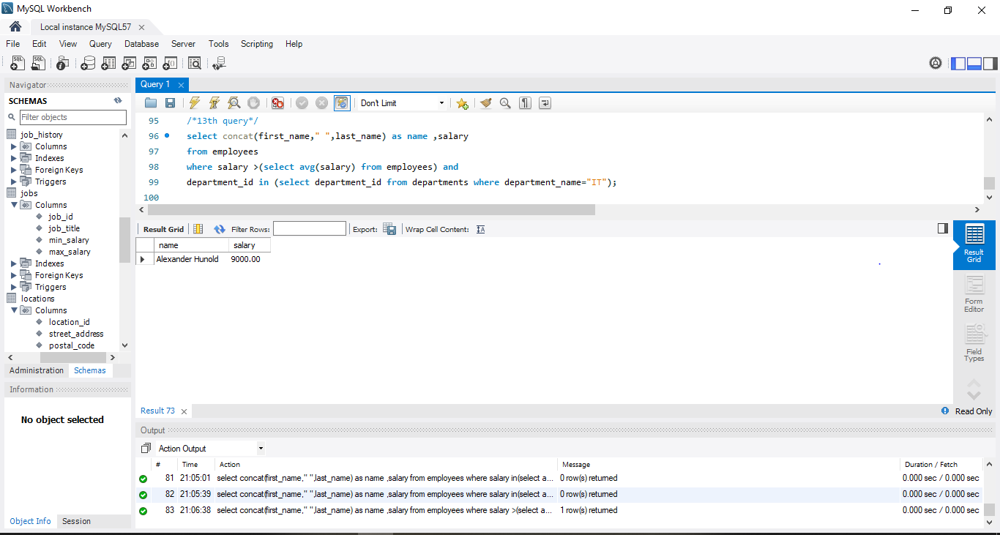 MySQL Workbench
Local instance MySQL57
File Edit View Query Database Server Tools Scripting Help
Navigator
SCHEMAS
Filter objects
job_history
Columns
Indexes
Foreign Keys
Triggers
jobs
Columns
job_id
job_title
min_salary
max_salary
Indexes
Foreign Keys
Triggers
locations
Columns
location_id
street_address
postal_code
Administration Schemas
Information
No object selected
Object Info Session
Query 1
Don't Limit
95 /*13th query*/
96 select concat(first_name," ",last_name) as name ,salary
97 from employees
98 where salary >(select avg(salary) from employees) and
99 department_id in (select department_id from departments where department_name="IT");
100
Result Grid Filter Rows: Export: Wrap Cell Content:
name salary
Alexander Hunold 9000.00
Result
Grid
Form
Editor
Field
Types
Result 73
Read Only
Output
Action Output
# Time Action Message Duration / Fetch
81 21:05:01 select concat(first_name," ",last_name) as name ,salary from employees where salary in(select a... 0 row(s) returned 0.000 sec / 0.000 sec
82 21:05:39 select concat(first_name," ",last_name) as name ,salary from employees where salary in(select a... 0 row(s) returned 0.000 sec / 0.000 sec
83 21:06:38 select concat(first_name," ",last_name) as name ,salary from employees where salary >(select a... 1 row(s) returned 0.000 sec / 0.000 sec